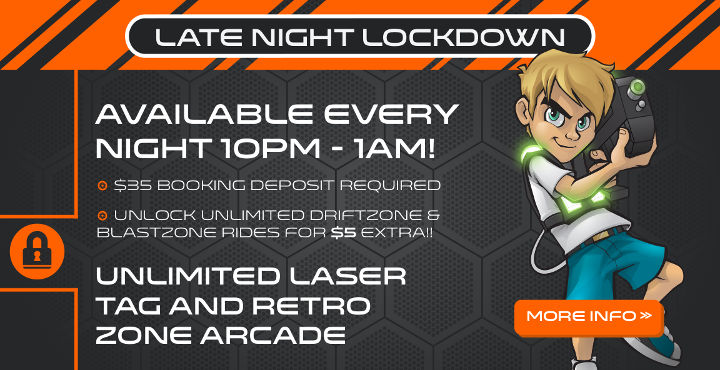 LATE NIGHT LOCKDOWN
AVAILABLE EVERY
NIGHT 10PM - 1AM!
$35 BOOKING DEPOSIT REQUIRED
UNLOCK UNLIMITED DRIFTZONE &
BLASTZONE RIDES FOR $5 EXTRA!!
UNLIMITED LASER
TAG AND RETRO
ZONE ARCADE
MORE INFO »